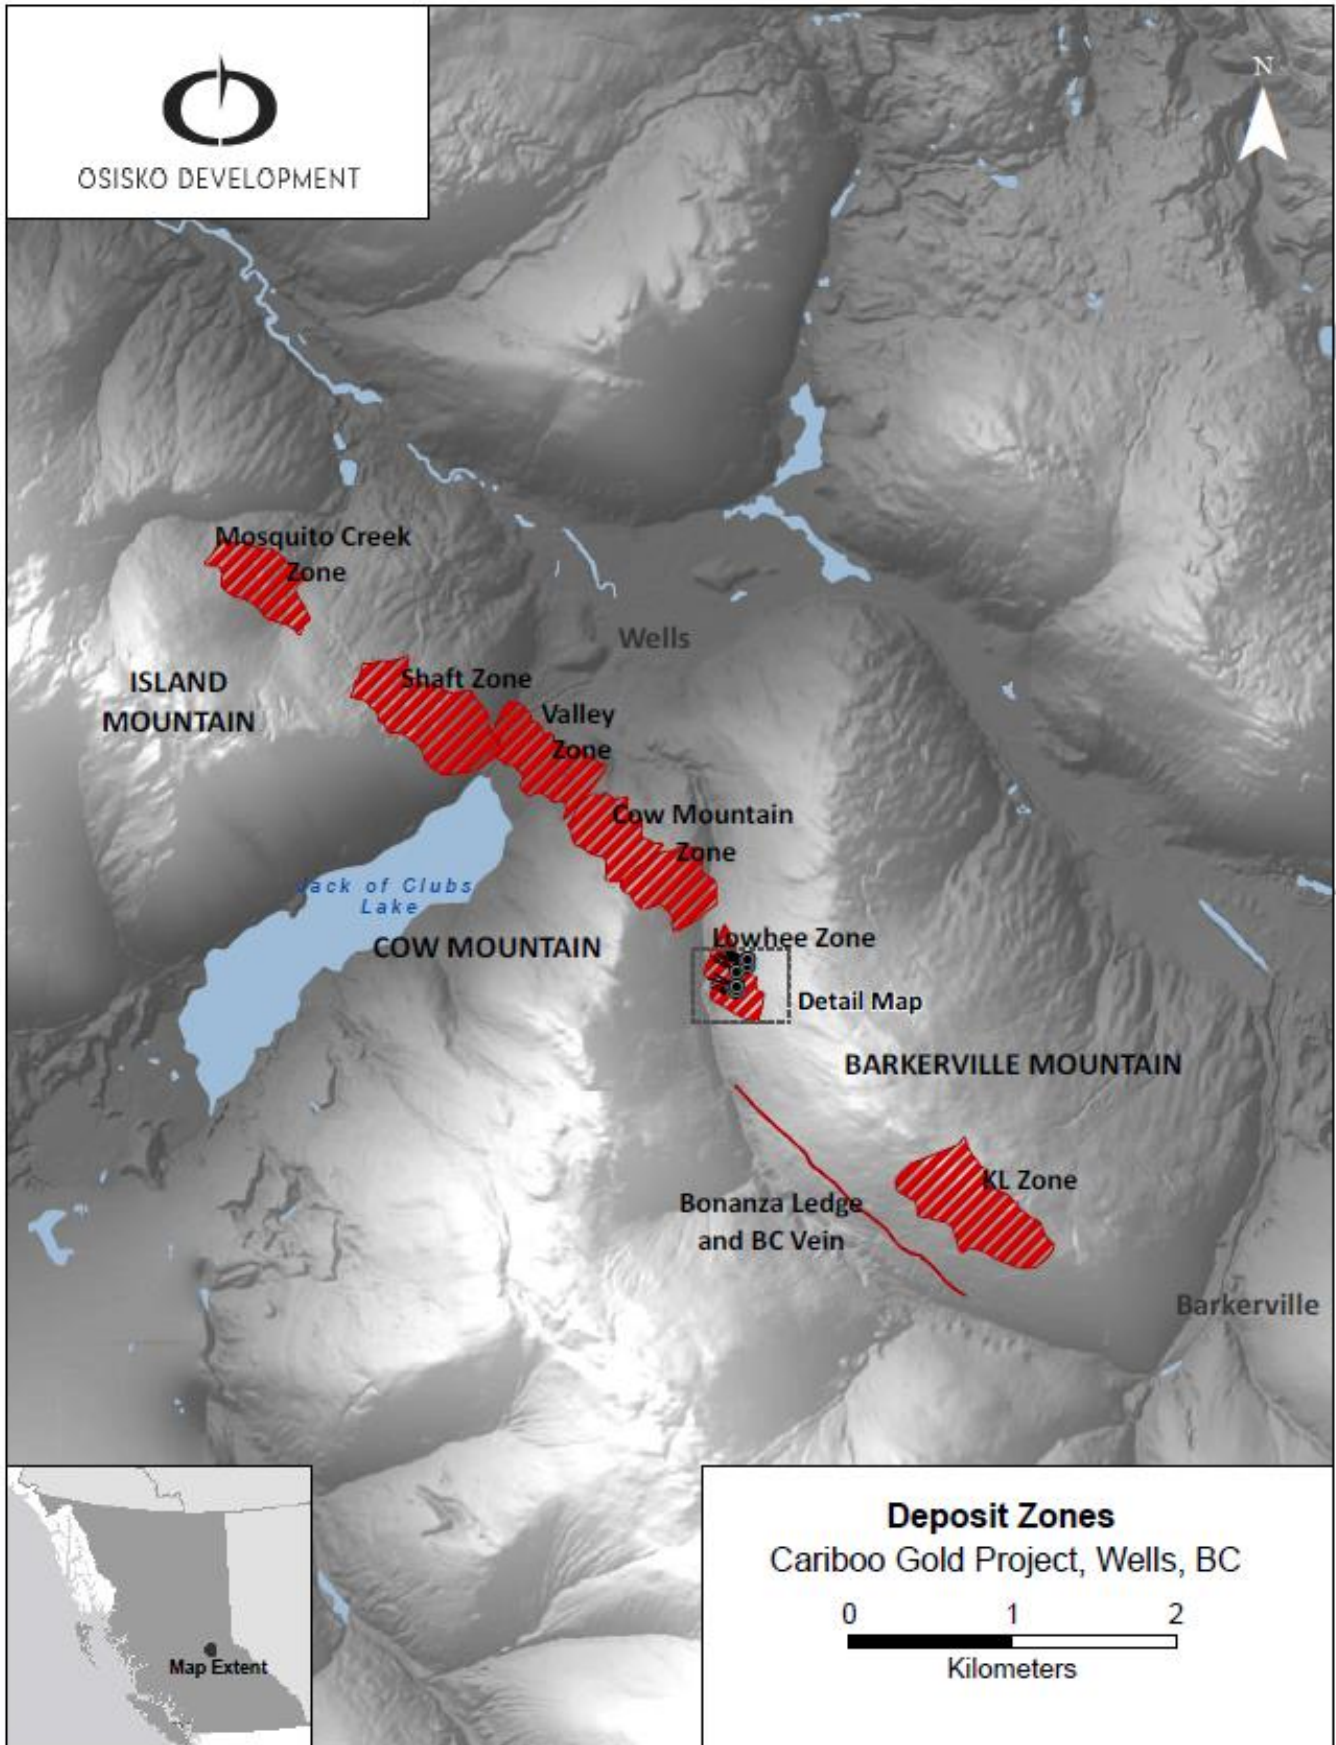 OSISKO DEVELOPMENT
N
Mosquito Creek
Zone
Wells
ISLAND
MOUNTAIN
Shaft Zone
Valley
Zone
Cow Mountain
Zone
Jack of Clubs
Lake
COW MOUNTAIN
Lowhee Zone
Detail Map
BARKERVILLE MOUNTAIN
KL Zone
Bonanza Ledge
and BC Vein
Barkerville
Map Extent
Deposit Zones
Cariboo Gold Project, Wells, BC
0 1 2
Kilometers